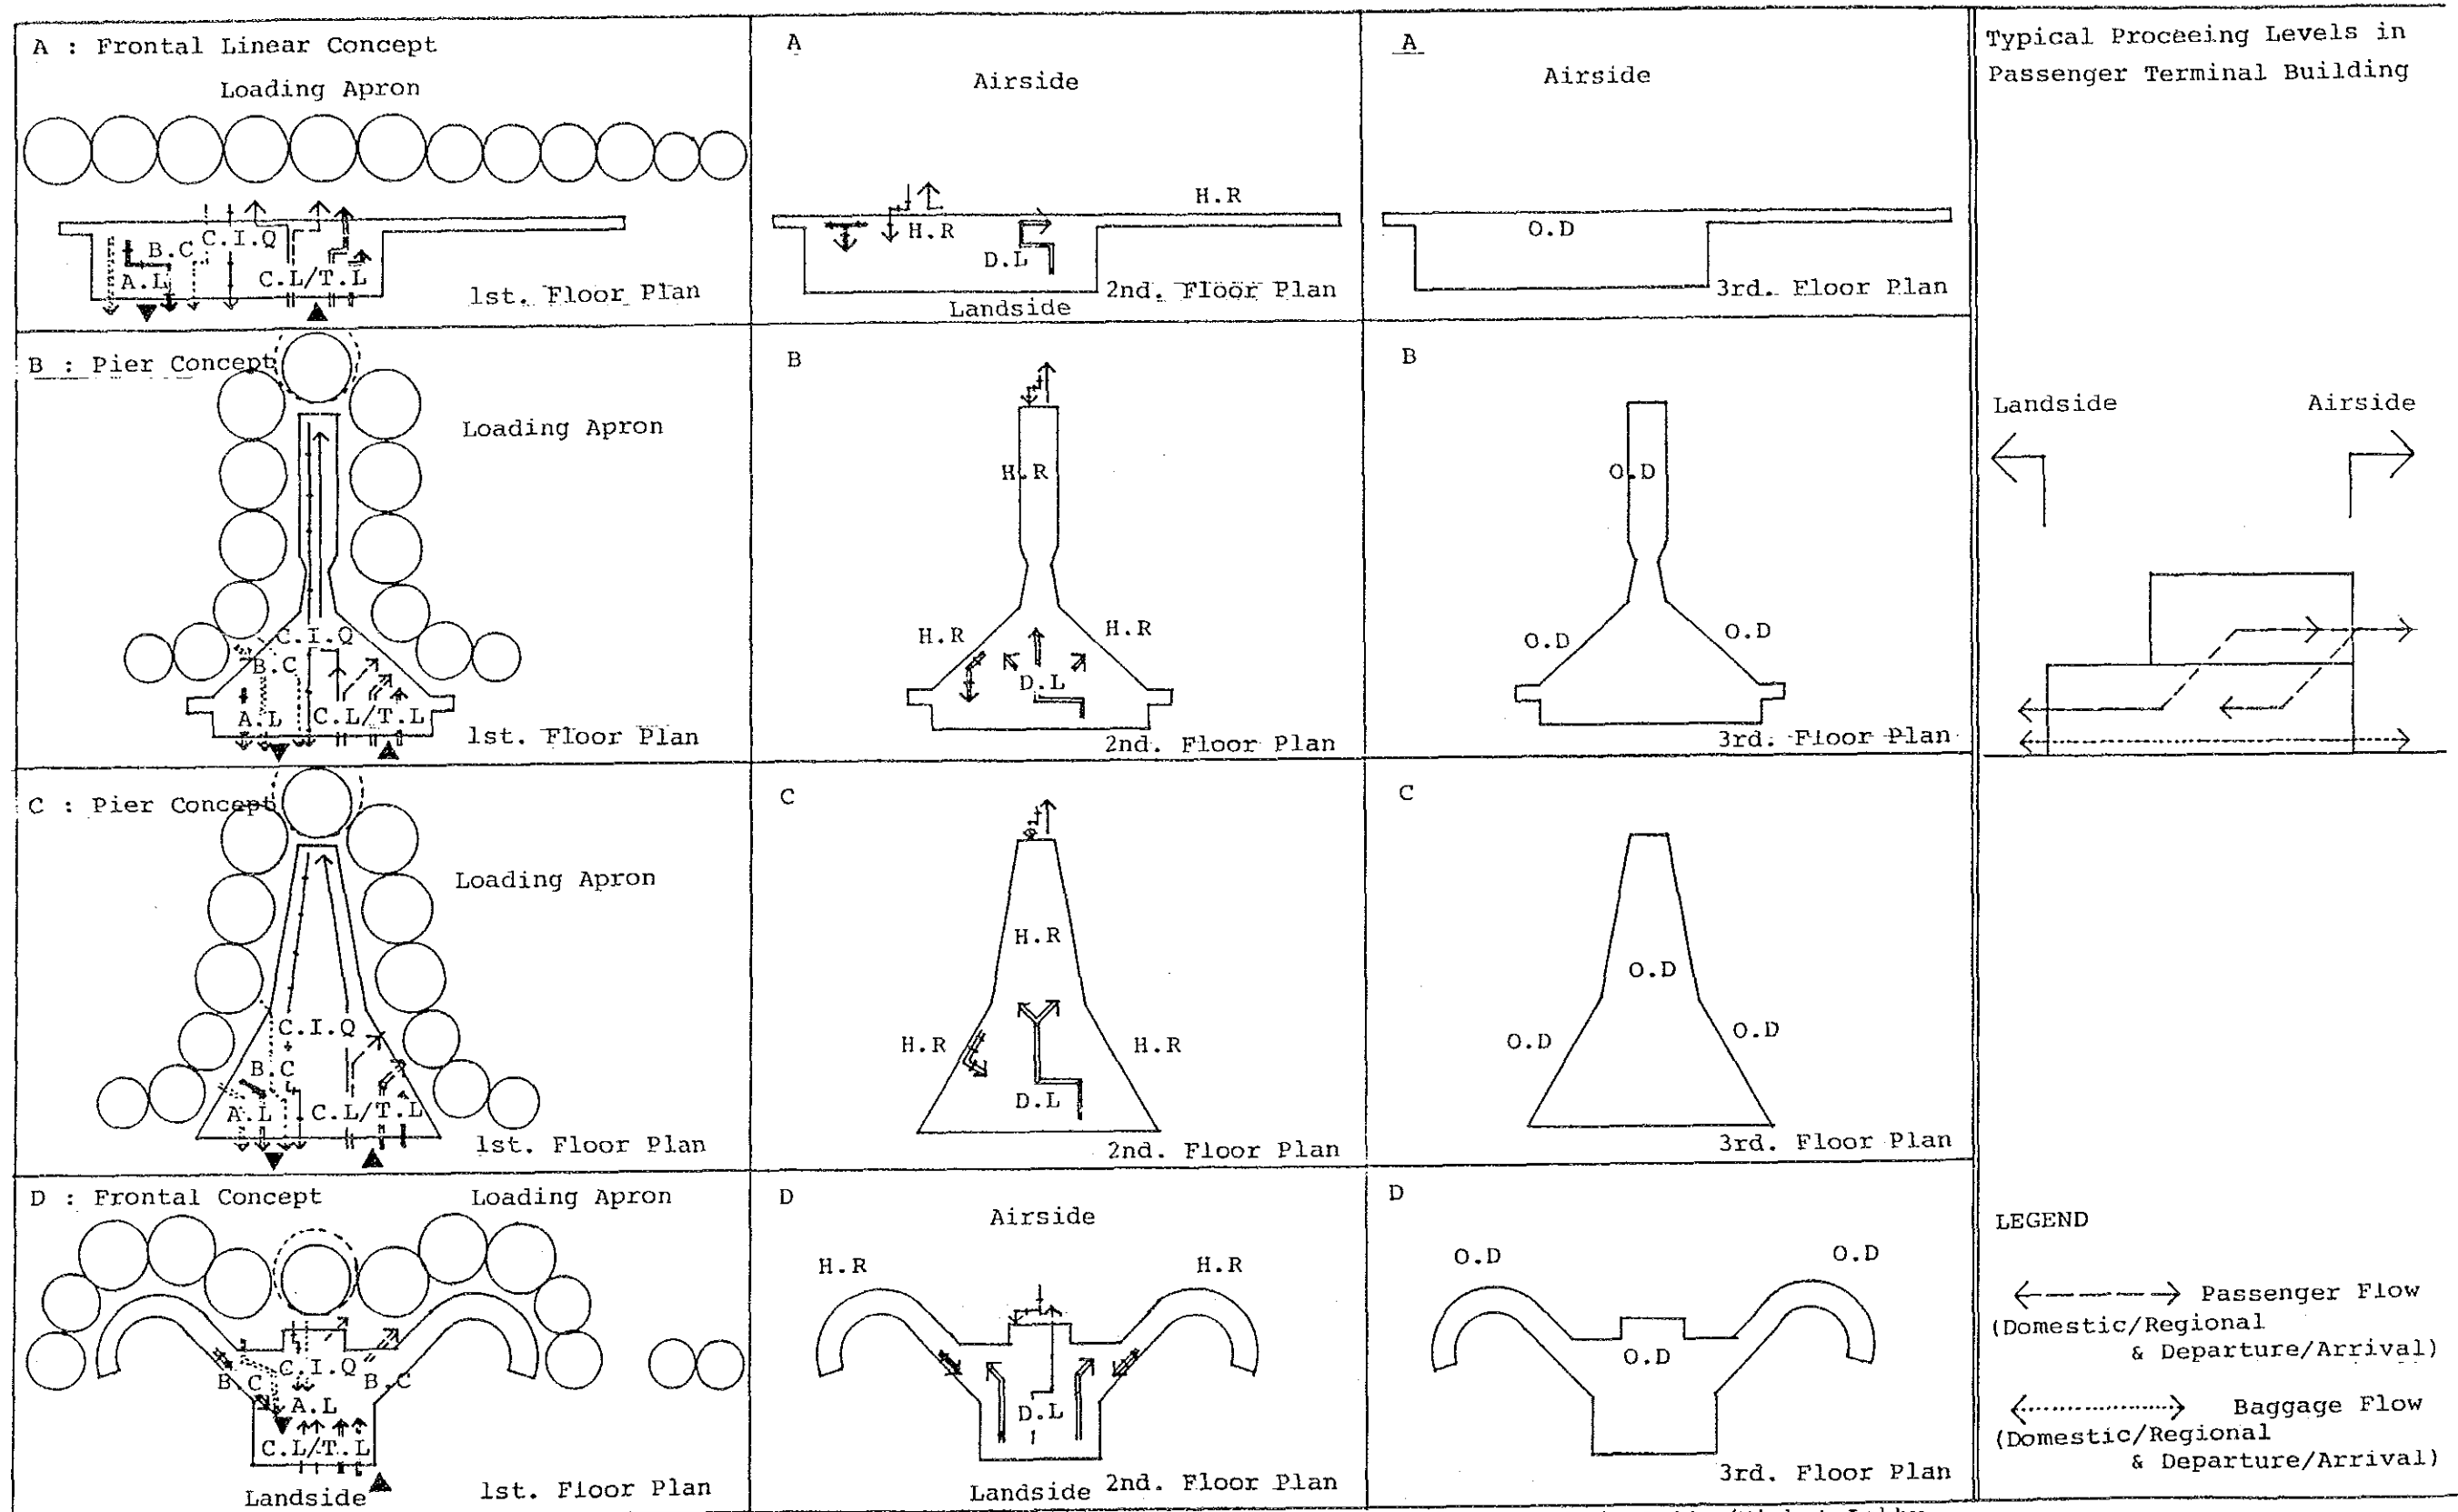 A : Frontal Linear Concept
Loading Apron
C.I.Q
B.C
A.L
C.L/T.L
1st. Floor Plan
A
Airside
H.R
H.R
D.L
2nd. Floor Plan
Landside
A
Airside
O.D
3rd. Floor Plan
Typical Proceeing Levels in
Passenger Terminal Building
B : Pier Concept
Loading Apron
C.I.Q
B.C
A.L
C.L/T.L
1st. Floor Plan
B
H.R
H.R
H.R
D.L
2nd. Floor Plan
B
O.D
O.D
O.D
3rd. Floor Plan
Landside
Airside
C : Pier Concept
Loading Apron
C.I.Q
B.C
A.L
C.L/T.L
1st. Floor Plan
C
H.R
H.R
H.R
D.L
2nd. Floor Plan
C
O.D
O.D
O.D
3rd. Floor Plan
D : Frontal Concept
Loading Apron
C.I.Q
B.C
B.C
A.L
C.L/T.L
Landside
1st. Floor Plan
D
Airside
H.R
H.R
D.L
Landside
2nd. Floor Plan
D
O.D
O.D
O.D
3rd. Floor Plan
LEGEND
Passenger Flow
(Domestic/Regional
& Departure/Arrival)
Baggage Flow
(Domestic/Regional
& Departure/Arrival)